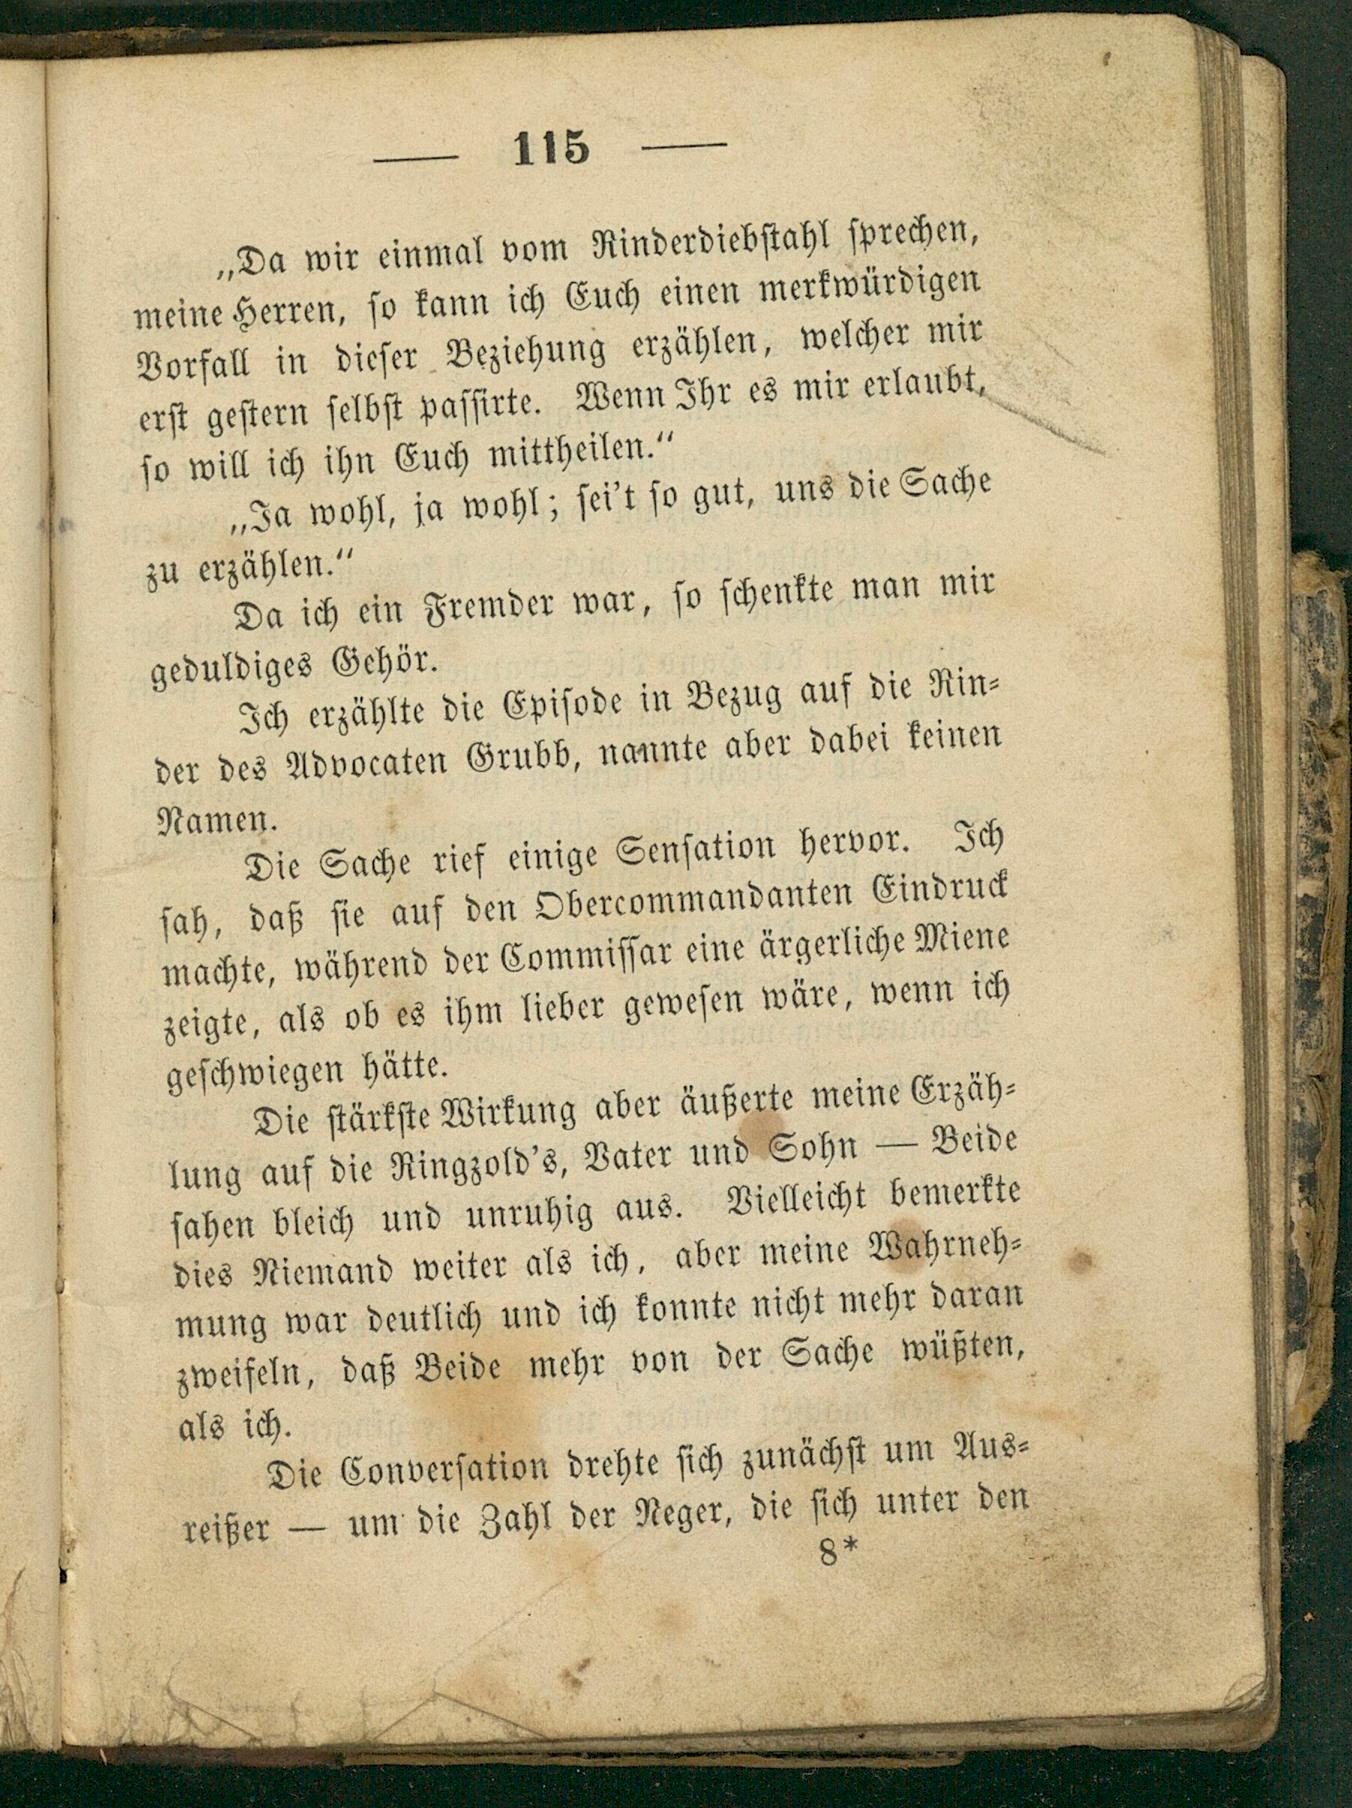 — 115 —
„Da wir einmal vom Rinderdiebstahl sprechen,
meine Herren, so kann ich Euch einen merkwürdigen
Vorfall in dieser Beziehung erzählen, welcher mir
erst gestern selbst passirte. Wenn Ihr es mir erlaubt,
so will ich ihn Euch mittheilen.“
„Ja wohl, ja wohl; sei't so gut, uns die Sache
zu erzählen.“
Da ich ein Fremder war, so schenkte man mir
geduldiges Gehör.
Ich erzählte die Episode in Bezug auf die Rin-
der des Advocaten Grubb, nannte aber dabei keinen
Namen.
Die Sache rief einige Sensation hervor. Ich
sah, daß sie auf den Obercommandanten Eindruck
machte, während der Commissar eine ärgerliche Miene
zeigte, als ob es ihm lieber gewesen wäre, wenn ich
geschwiegen hätte.
Die stärkste Wirkung aber äußerte meine Erzäh-
lung auf die Ringzold's, Vater und Sohn — Beide
sahen bleich und unruhig aus. Vielleicht bemerkte
dies Niemand weiter als ich, aber meine Wahrneh-
mung war deutlich und ich konnte nicht mehr daran
zweifeln, daß Beide mehr von der Sache wüßten,
als ich.
Die Conversation drehte sich zunächst um Aus-
reißer — um die Zahl der Neger, die sich unter den
8*